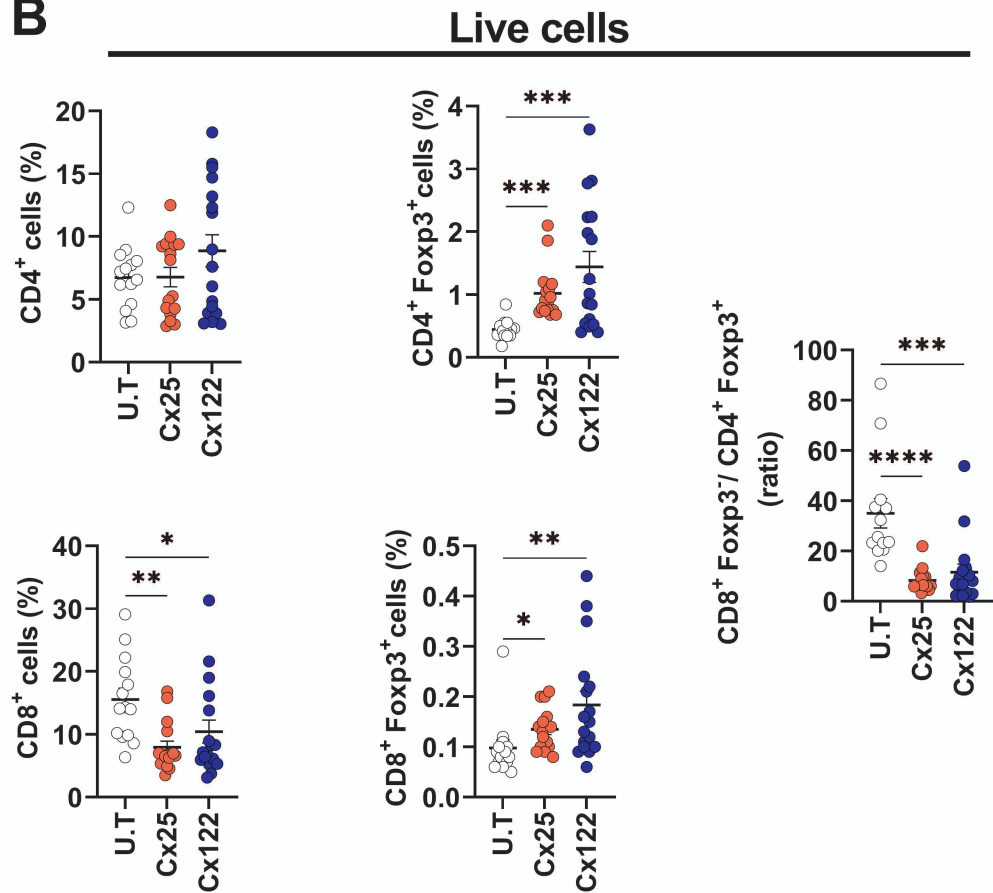 B
Live cells
CD4⁺ cells (%)
20
15
10
5
0
U.T
Cx25
Cx122
CD4⁺ Foxp3⁺cells (%)
4
3
2
1
0
***
***
U.T
Cx25
Cx122
CD8⁺ Foxp3⁻/ CD4⁺ Foxp3⁺
(ratio)
100
80
60
40
20
0
***
****
U.T
Cx25
Cx122
CD8⁺ cells (%)
40
30
20
10
0
*
**
U.T
Cx25
Cx122
CD8⁺ Foxp3⁺cells (%)
0.5
0.4
0.3
0.2
0.1
0.0
**
*
U.T
Cx25
Cx122